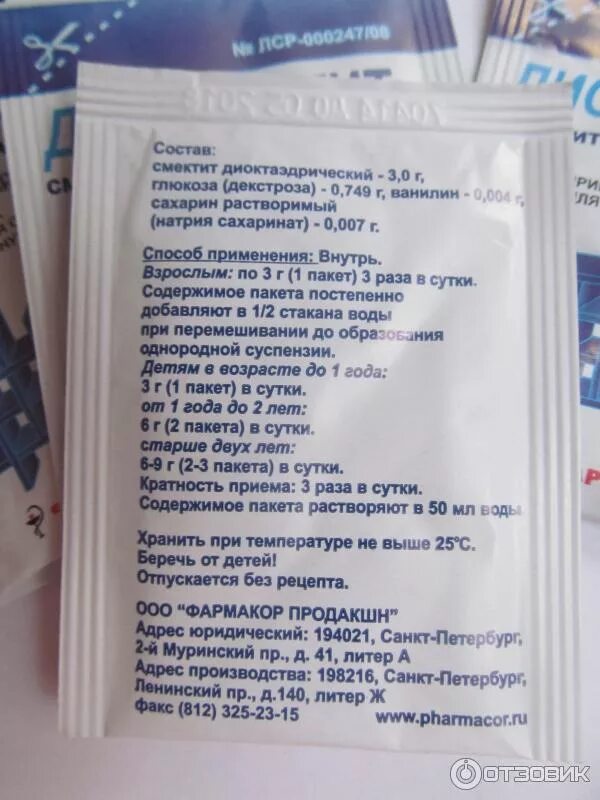 № ЛСР-000247/08
Состав:
смектит диоктаэдрический - 3,0 г,
глюкоза (декстроза) - 0,749 г, ванилин - 0,004 г,
сахарин растворимый
(натрия сахаринат) - 0,007 г.
Способ применения: Внутрь.
Взрослым: по 3 г (1 пакет) 3 раза в сутки.
Содержимое пакета постепенно
добавляют в 1/2 стакана воды
при перемешивании до образования
однородной суспензии.
Детям в возрасте до 1 года:
3 г (1 пакет) в сутки.
от 1 года до 2 лет:
6 г (2 пакета) в сутки.
старше двух лет:
6-9 г (2-3 пакета) в сутки.
Кратность приема: 3 раза в сутки.
Содержимое пакета растворяют в 50 мл воды
Хранить при температуре не выше 25°С.
Беречь от детей!
Отпускается без рецепта.
ООО "ФАРМАКОР ПРОДАКШН"
Адрес юридический: 194021, Санкт-Петербург,
2-й Муринский пр., д. 41, литер А
Адрес производства: 198216, Санкт-Петербург,
Ленинский пр., д.140, литер Ж
факс (812) 325-23-15
www.pharmacor.ru
ОТЗОВИК